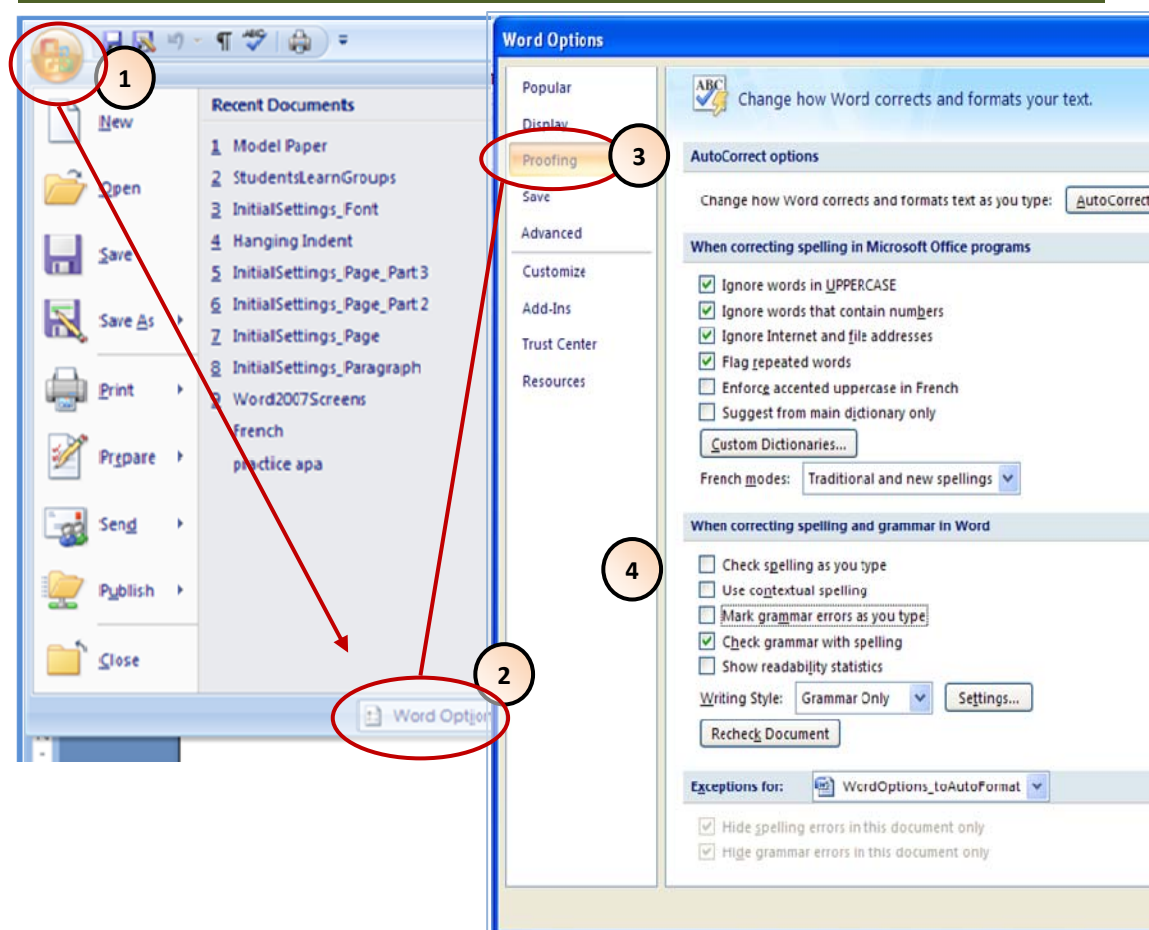 1
New
Open
Save
Save As
Print
Prepare
Send
Publish
Close
Recent Documents
1 Model Paper
2 StudentsLearnGroups
3 InitialSettings_Font
4 Hanging Indent
5 InitialSettings_Page_Part 3
6 InitialSettings_Page_Part 2
7 InitialSettings_Page
8 InitialSettings_Paragraph
9 Word2007Screens
French
practice apa
2
Word Option
Word Options
Popular
Display
Proofing
3
Save
Advanced
Customize
Add-Ins
Trust Center
Resources
ABC
Change how Word corrects and formats your text.
AutoCorrect options
Change how Word corrects and formats text as you type: AutoCorrect
When correcting spelling in Microsoft Office programs
Ignore words in UPPERCASE
Ignore words that contain numbers
Ignore Internet and file addresses
Flag repeated words
Enforce accented uppercase in French
Suggest from main dictionary only
Custom Dictionaries...
French modes: Traditional and new spellings
When correcting spelling and grammar in Word
4
Check spelling as you type
Use contextual spelling
Mark grammar errors as you type
Check grammar with spelling
Show readability statistics
Writing Style: Grammar Only Settings...
Recheck Document
Exceptions for: WordOptions_toAutoFormat
Hide spelling errors in this document only
Hide grammar errors in this document only